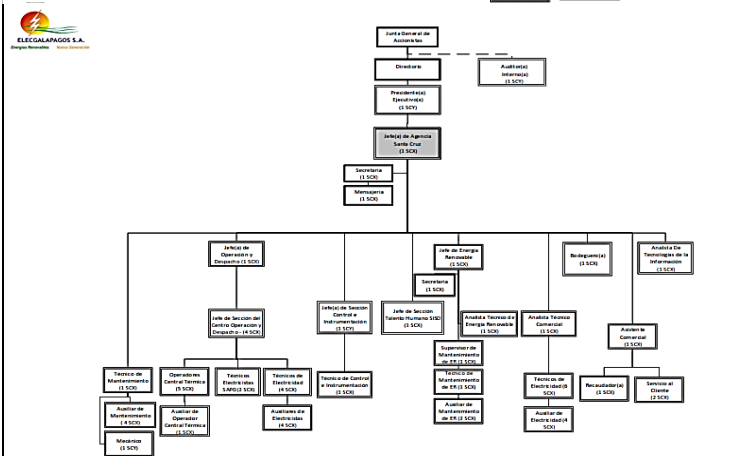 ELECGALAPAGOS S.A.
Energías Renovables Nueva Generación
Junta General de
Accionistas
Directorio
Auditor(a)
Interno(a)
(1 SCY)
Presidente(a)
Ejecutivo(a)
(1 SCY)
Jefe(a) de Agencia
Santa Cruz
(1 SCX)
Secretaria
(1 SCX)
Mensajería
(1 SCX)
Jefe(a) de
Operación y
Despacho (1 SCX)
Jefe de Energía
Renovable
(1 SCX)
Bodeguero(a)
(1 SCX)
Analista De
Tecnologías de la
Información
(1 SCX)
Secretaria
(1 SCX)
Jefe de Sección del
Centro Operación y
Despacho - (4 SCX)
Jefe(a) de Sección
Control e
Instrumentación
(1 SCY)
Jefe de Sección
Talento Humano SISO
(1 SCX)
Analista Técnico de
Energía Renovable
(1 SCX)
Analista Técnico
Comercial
(1 SCX)
Asistente
Comercial
(1 SCX)
Supervisor de
Mantenimiento
de ER (1 SCX)
Técnico de
Mantenimiento
(1 SCX)
Operadores
Central Térmica
(5 SCX)
Técnicos
Electricistas
SAPG(3 SCX)
Técnicos de
Electricidad
(4 SCX)
Técnico de Control
e Instrumentación
(1 SCX)
Técnico de
Mantenimiento
de ER (1 SCX)
Técnicos de
Electricidad (6
SCX)
Recaudador(a)
(1 SCX)
Servicio al
Cliente
(2 SCX)
Auxiliar de
Mantenimiento
( 4 SCX)
Auxiliar de
Operador
Central Térmica
(1 SCX)
Auxiliares de
Electricistas
(4 SCX)
Auxiliar de
Mantenimiento
de ER (2 SCX)
Auxiliar de
Electricidad (4
SCX)
Mecánico
(1 SCY)